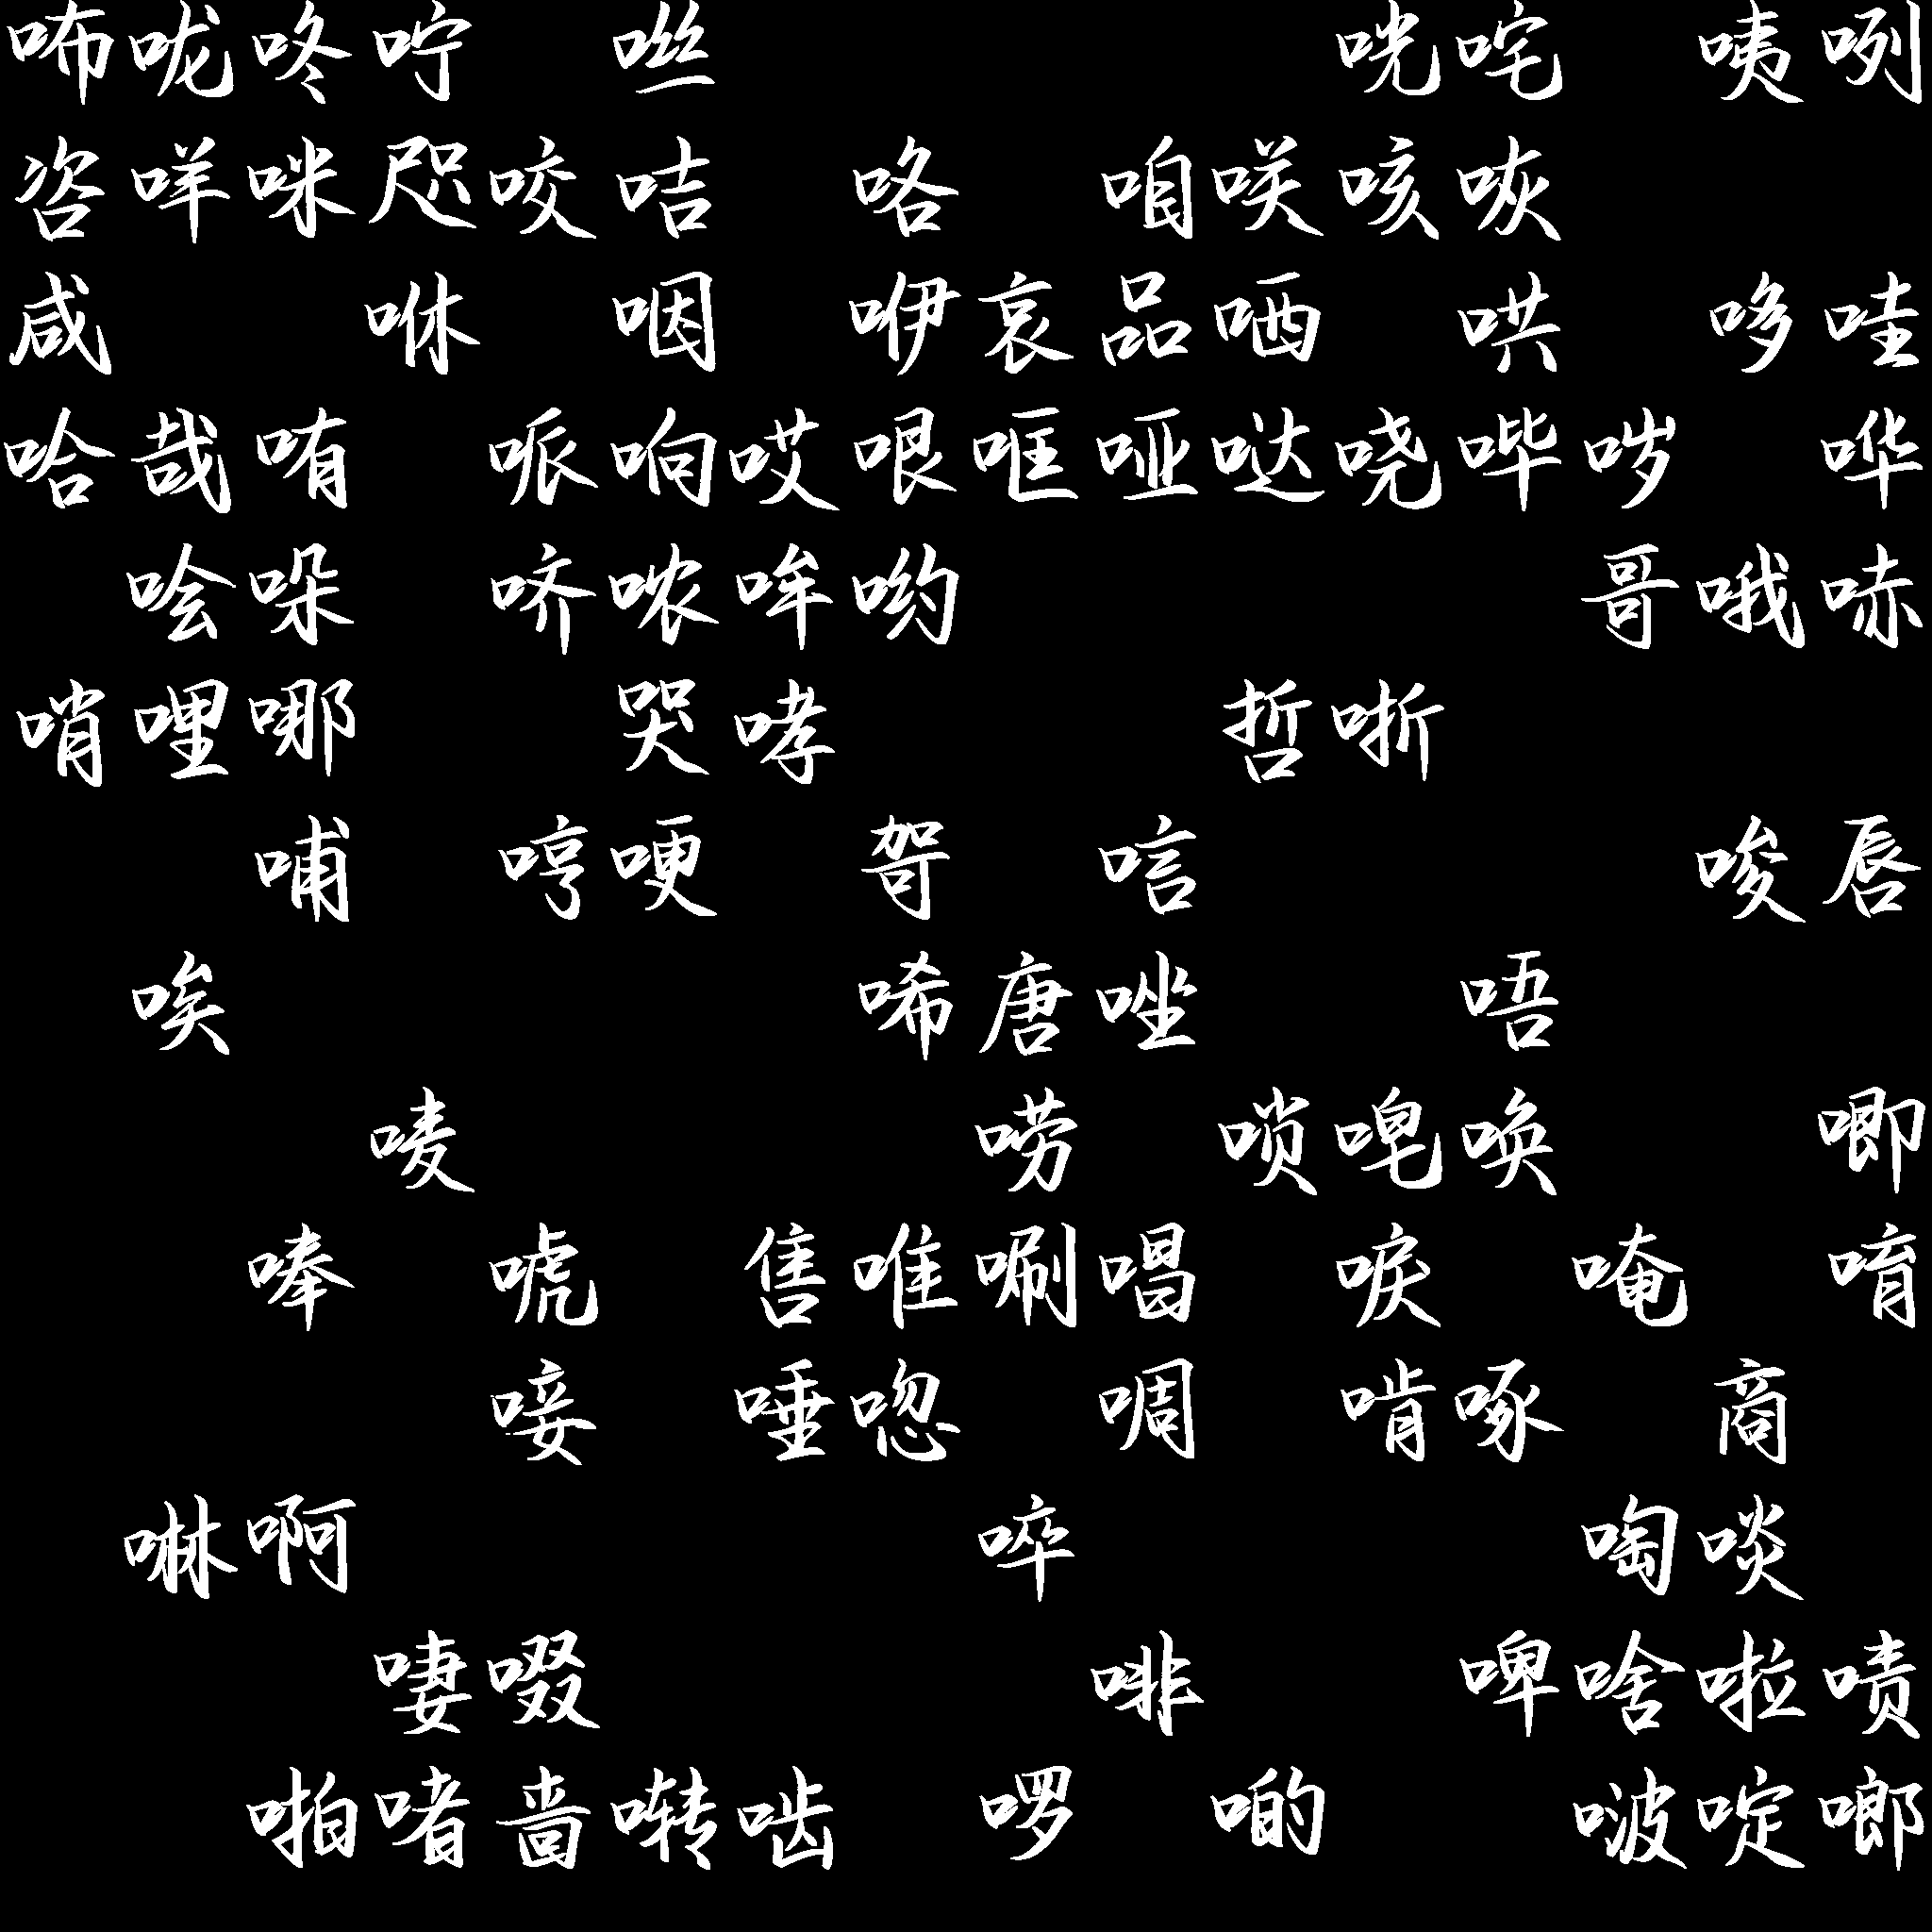 咘咙咚咛咝咣咤咦咧
咨咩咪咫咬咭咯咱咲咳咴
咸咻咽咿哀品哂哄哆哇
哈哉哊哌响哎哏哐哑哒哓哔哕哗
哙哚哜哝哞哟哥哦哧
哨哩哪哭哮哲哳
哺哼哽哿唁唆唇
唉唏唐唑唔
唛唠唢唣唤唧
唪唬售唯唰唱唳唵唷
唼唾唿啁啃啄商
啉啊啐啕啖
啛啜啡啤啥啦啧
啪啫啬啭啮啰啲啵啶啷